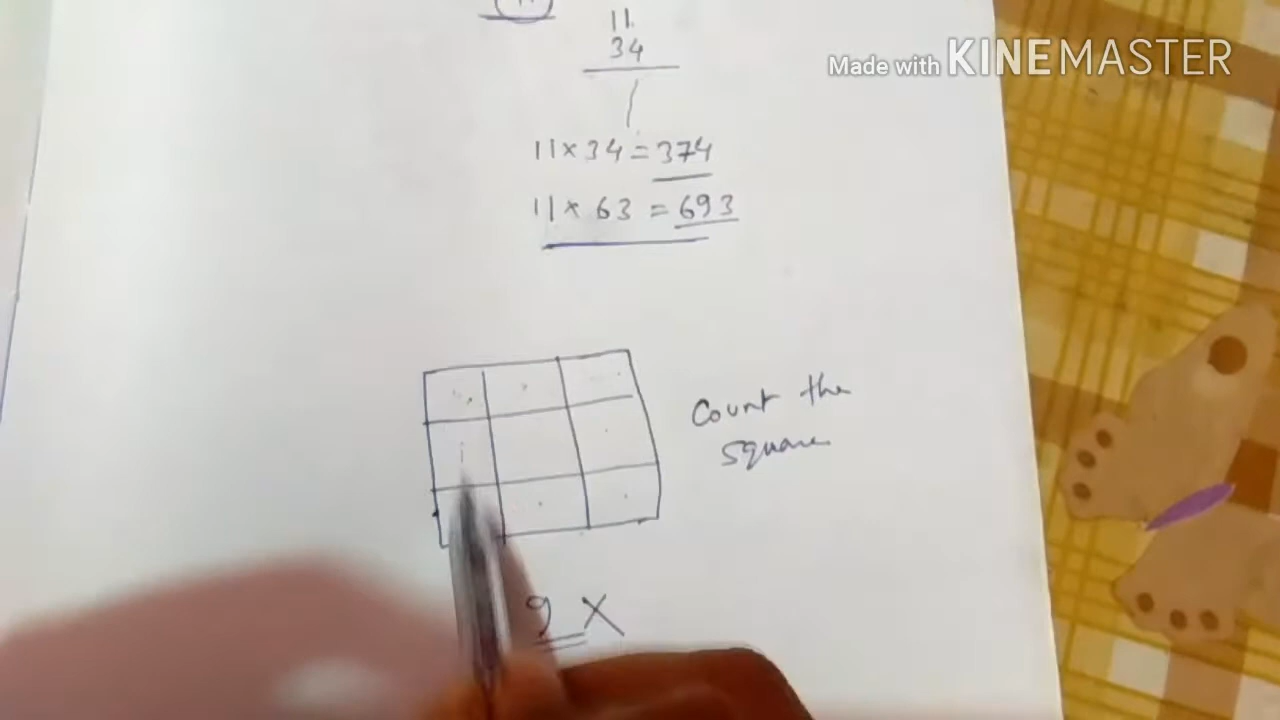 Made with KINEMASTER
11
34
11 × 34 = 374
11 × 63 = 693
Count the
square
9 X